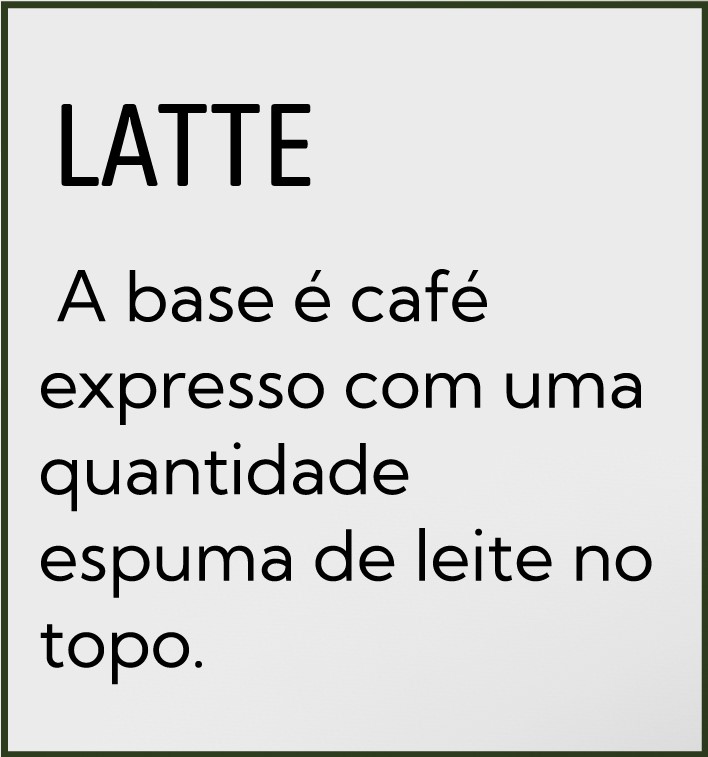 LATTE
A base é café
expresso com uma
quantidade
espuma de leite no
topo.